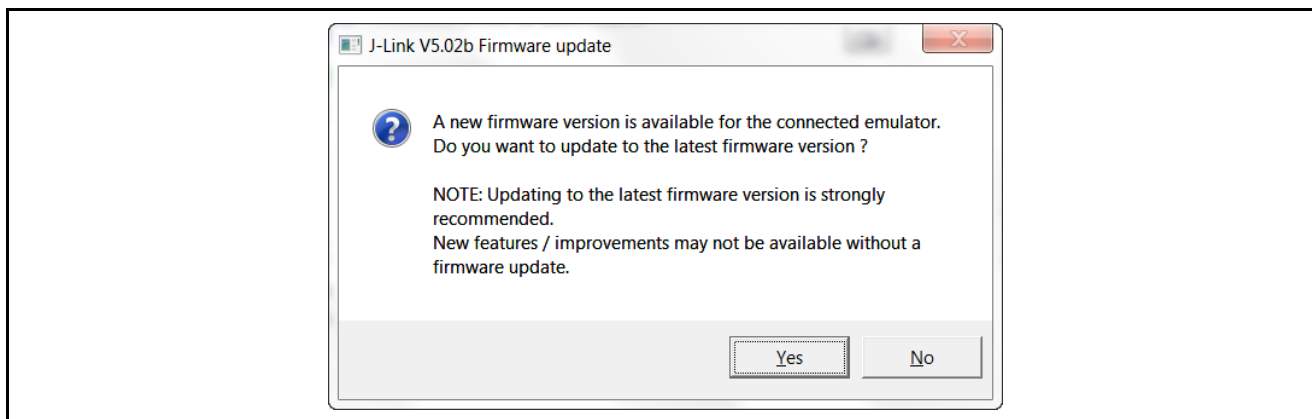 J-Link V5.02b Firmware update
A new firmware version is available for the connected emulator.
Do you want to update to the latest firmware version ?
NOTE: Updating to the latest firmware version is strongly
recommended.
New features / improvements may not be available without a
firmware update.
Yes
No